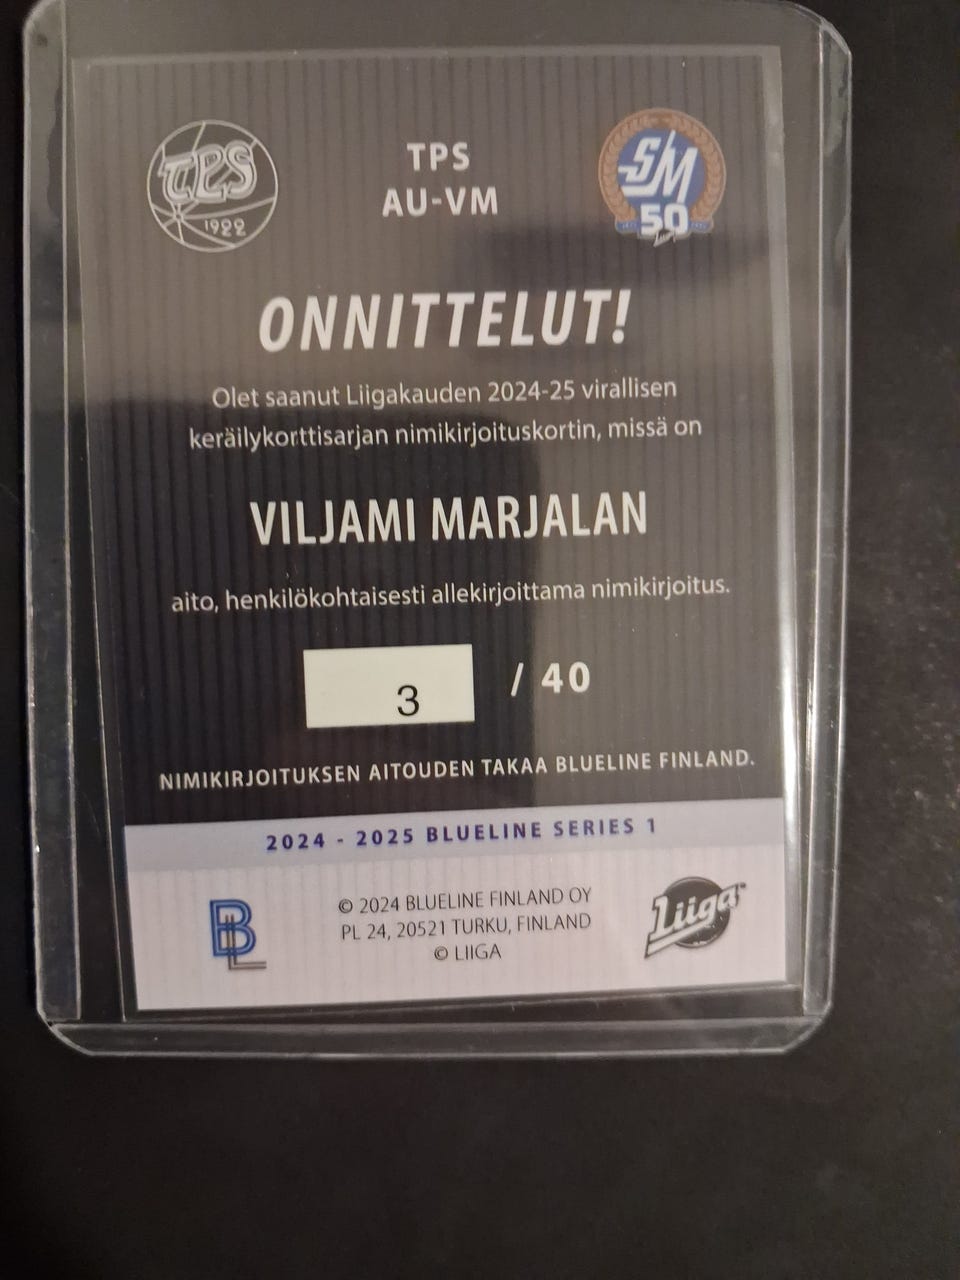 TPS
1922
TPS
AU-VM
SM
50
ONNITTELUT!
Olet saanut Liigakauden 2024-25 virallisen
keräilykorttisarjan nimikirjoituskortin, missä on
VILJAMI MARJALAN
aito, henkilökohtaisesti allekirjoittama nimikirjoitus.
3 / 40
NIMIKIRJOITUKSEN AITOUDEN TAKAA BLUELINE FINLAND.
2024 - 2025 BLUELINE SERIES 1
BL
© 2024 BLUELINE FINLAND OY
PL 24, 20521 TURKU, FINLAND
© LIIGA
Liiga